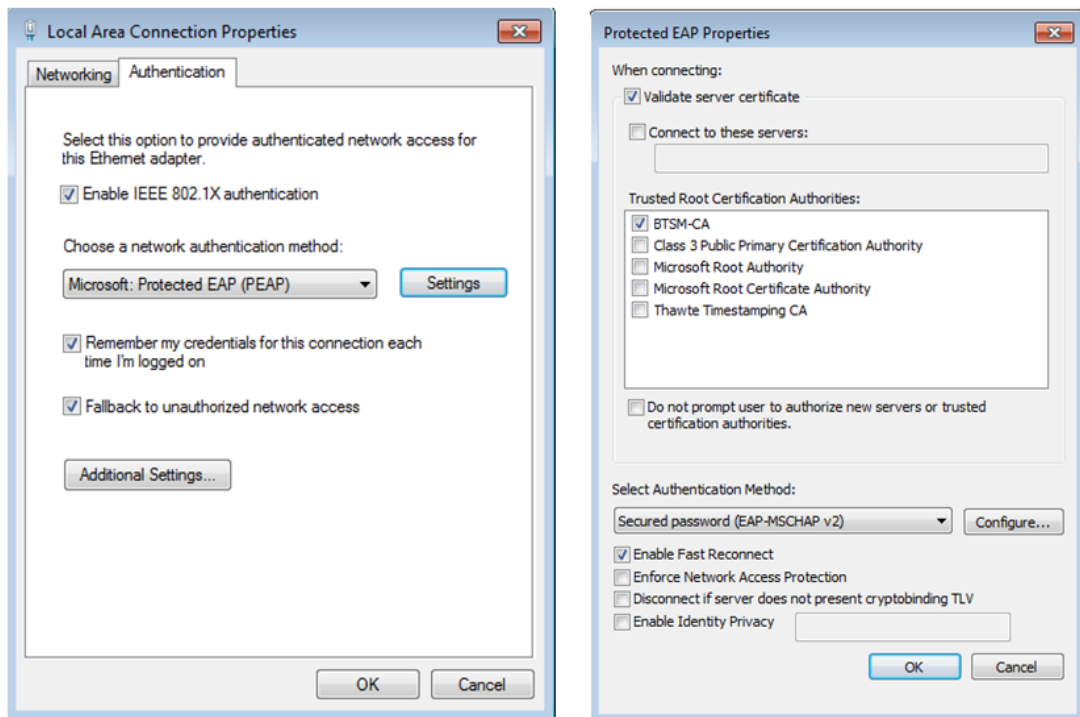 Local Area Connection Properties
Networking
Authentication
Select this option to provide authenticated network access for
this Ethernet adapter.
Enable IEEE 802.1X authentication
Choose a network authentication method:
Microsoft: Protected EAP (PEAP)
Settings
Remember my credentials for this connection each
time I'm logged on
Fallback to unauthorized network access
Additional Settings...
OK
Cancel
Protected EAP Properties
When connecting:
Validate server certificate
Connect to these servers:
Trusted Root Certification Authorities:
BTSM-CA
Class 3 Public Primary Certification Authority
Microsoft Root Authority
Microsoft Root Certificate Authority
Thawte Timestamping CA
Do not prompt user to authorize new servers or trusted
certification authorities.
Select Authentication Method:
Secured password (EAP-MSCHAP v2)
Configure...
Enable Fast Reconnect
Enforce Network Access Protection
Disconnect if server does not present cryptobinding TLV
Enable Identity Privacy
OK
Cancel